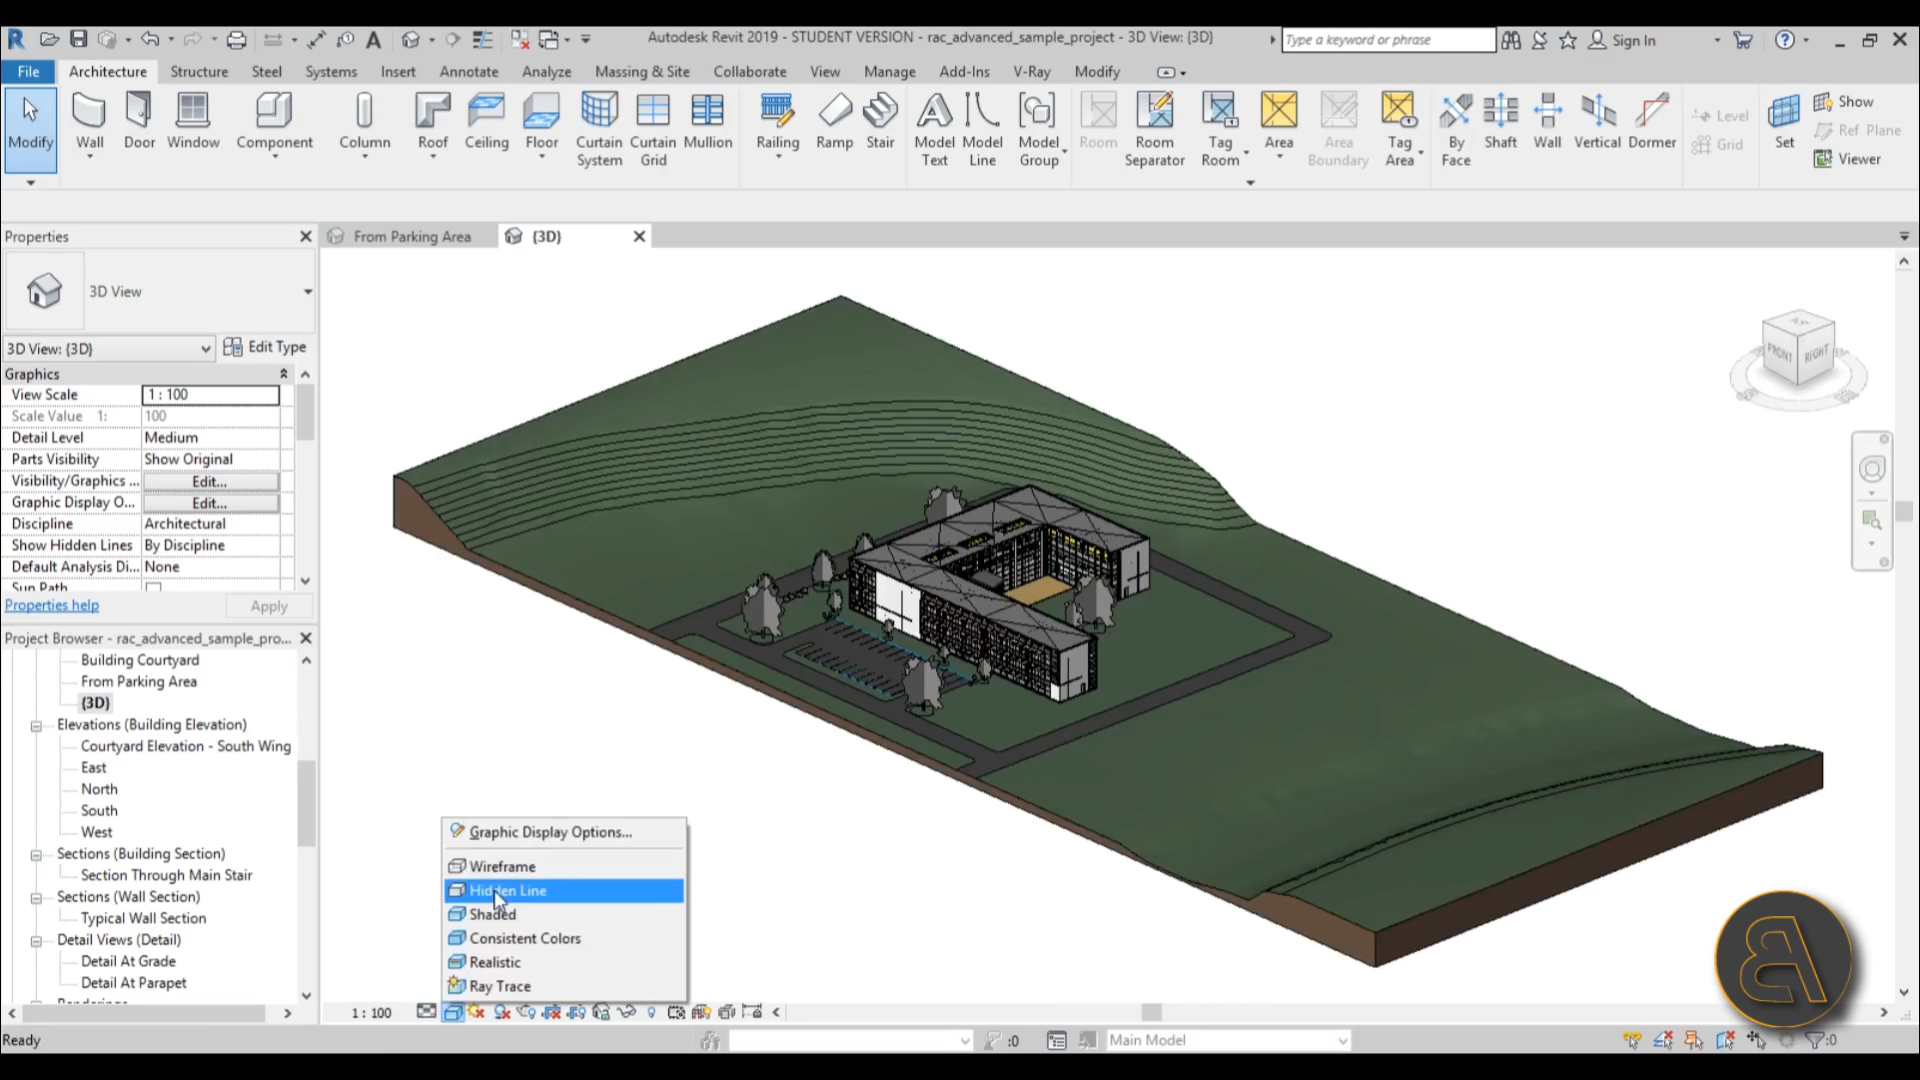 Autodesk Revit 2019 - STUDENT VERSION - rac_advanced_sample_project - 3D View: {3D}
Type a keyword or phrase
Sign In
File Architecture Structure Steel Systems Insert Annotate Analyze Massing & Site Collaborate View Manage Add-Ins V-Ray Modify
Modify Wall Door Window Component Column Roof Ceiling Floor Curtain System Curtain Grid Mullion Railing Ramp Stair Model Text Model Line Model Group Room Room Separator Tag Room Area Area Boundary Tag Area By Face Shaft Wall Vertical Dormer Level Grid Set Show Ref Plane Viewer
Properties
From Parking Area
{3D}
3D View
3D View: {3D}
Edit Type
Graphics
View Scale 1 : 100
Scale Value 1: 100
Detail Level Medium
Parts Visibility Show Original
Visibility/Graphics ... Edit...
Graphic Display O... Edit...
Discipline Architectural
Show Hidden Lines By Discipline
Default Analysis Di... None
Sun Path
Properties help
Apply
Project Browser - rac_advanced_sample_pro...
Building Courtyard
From Parking Area
{3D}
Elevations (Building Elevation)
Courtyard Elevation - South Wing
East
North
South
West
Sections (Building Section)
Section Through Main Stair
Sections (Wall Section)
Typical Wall Section
Detail Views (Detail)
Detail At Grade
Detail At Parapet
Renderings
FRONT RIGHT
Graphic Display Options...
Wireframe
Hidden Line
Shaded
Consistent Colors
Realistic
Ray Trace
1 : 100
Ready
:0
Main Model
:0